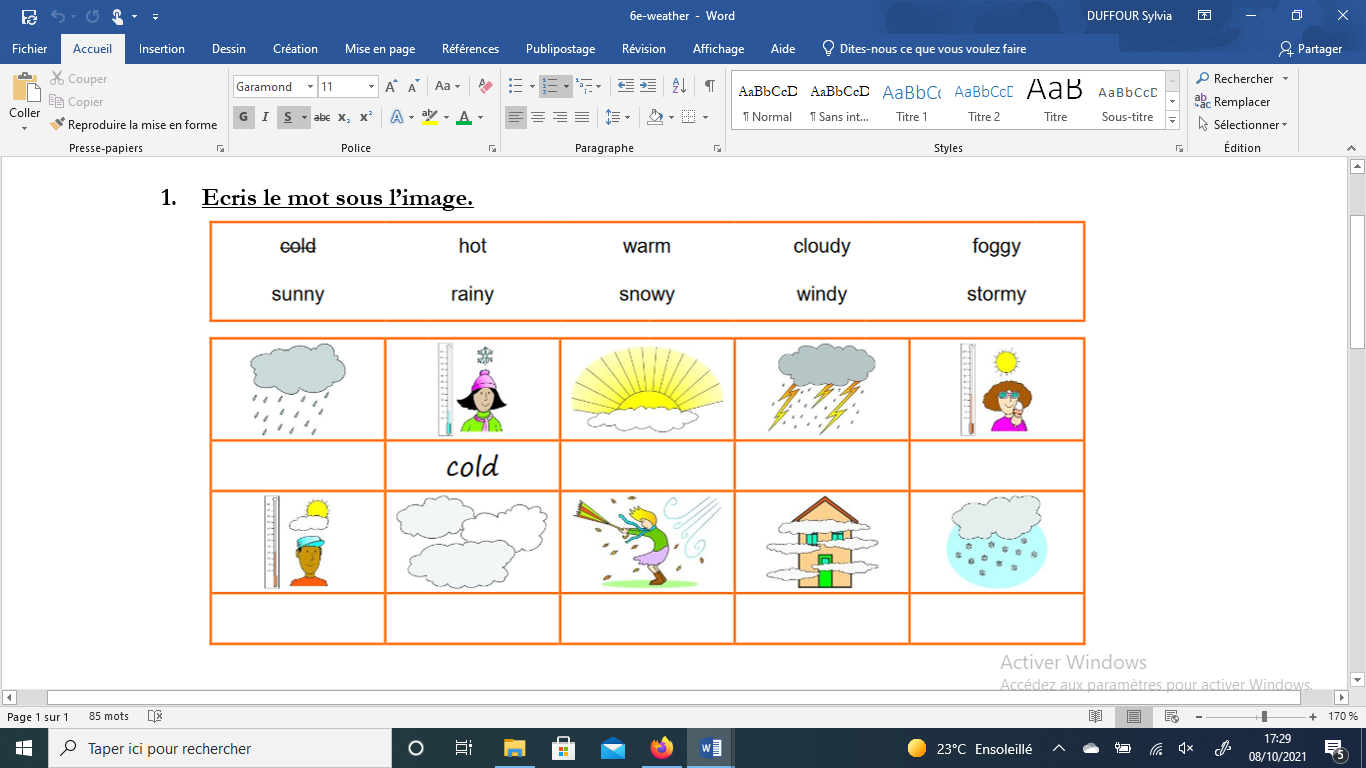 6e-weather - Word
DUFFOUR Sylvia
Fichier Accueil Insertion Dessin Création Mise en page Références Publipostage Révision Affichage Aide Dites-nous ce que vous voulez faire Partager
Coller
Couper
Copier
Reproduire la mise en forme
Presse-papiers
Garamond 11
G I S abc x₂ x²
Police
Paragraphe
AaBbCcD AaBbCcD AaBbCc AaBbCcD AaB AaBbCcD
¶ Normal ¶ Sans int... Titre 1 Titre 2 Titre Sous-titre
Styles
Rechercher
Remplacer
Sélectionner
Édition
1. Ecris le mot sous l’image.
cold hot warm cloudy foggy
sunny rainy snowy windy stormy
cold
Activer Windows
Accédez aux paramètres pour activer Windows.
Page 1 sur 1 85 mots 170 %
Taper ici pour rechercher
23°C Ensoleillé
17:29
08/10/2021
5